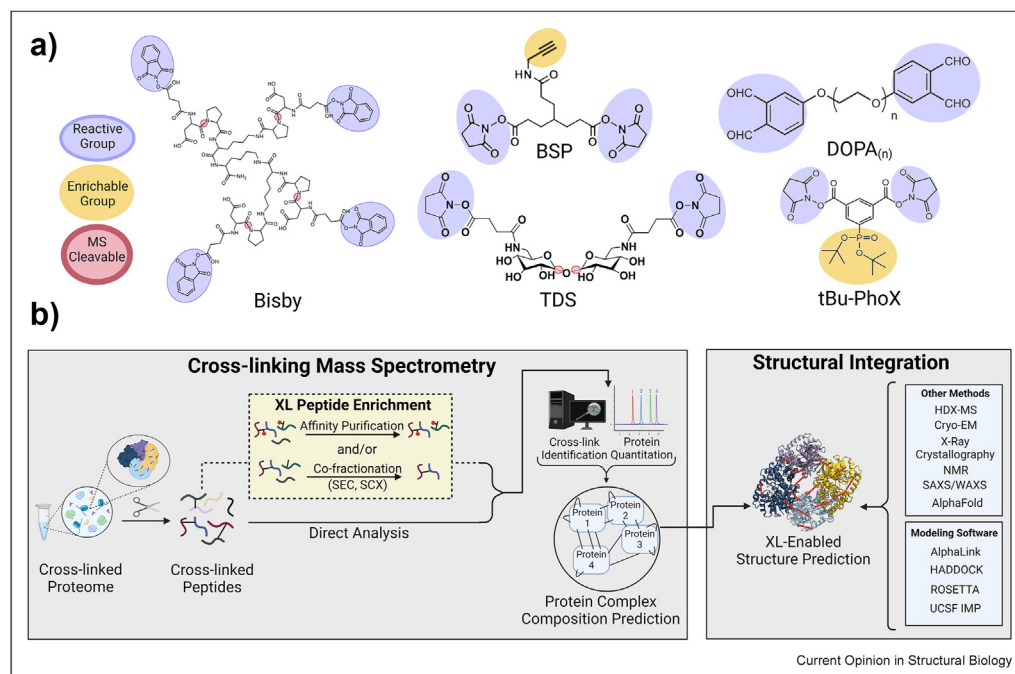 a)
Reactive
Group
Enrichable
Group
MS
Cleavable
Bisby
BSP
DOPA(n)
TDS
tBu-PhoX
b)
Cross-linking Mass Spectrometry
XL Peptide Enrichment
Affinity Purification
and/or
Co-fractionation
(SEC, SCX)
Direct Analysis
Cross-linked
Proteome
Cross-linked
Peptides
1 2 3 4
Cross-link
Identification
Protein
Quantitation
Protein
1
Protein
2
Protein
3
Protein
4
Protein Complex
Composition Prediction
Structural Integration
XL-Enabled
Structure Prediction
Other Methods
HDX-MS
Cryo-EM
X-Ray
Crystallography
NMR
SAXS/WAXS
AlphaFold
Modeling Software
AlphaLink
HADDOCK
ROSETTA
UCSF IMP
Current Opinion in Structural Biology